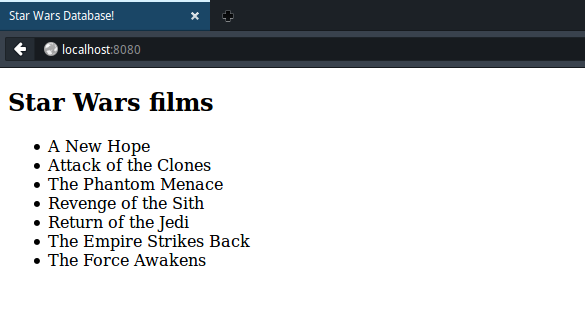 Star Wars Database!
localhost:8080
Star Wars films
A New Hope
Attack of the Clones
The Phantom Menace
Revenge of the Sith
Return of the Jedi
The Empire Strikes Back
The Force Awakens